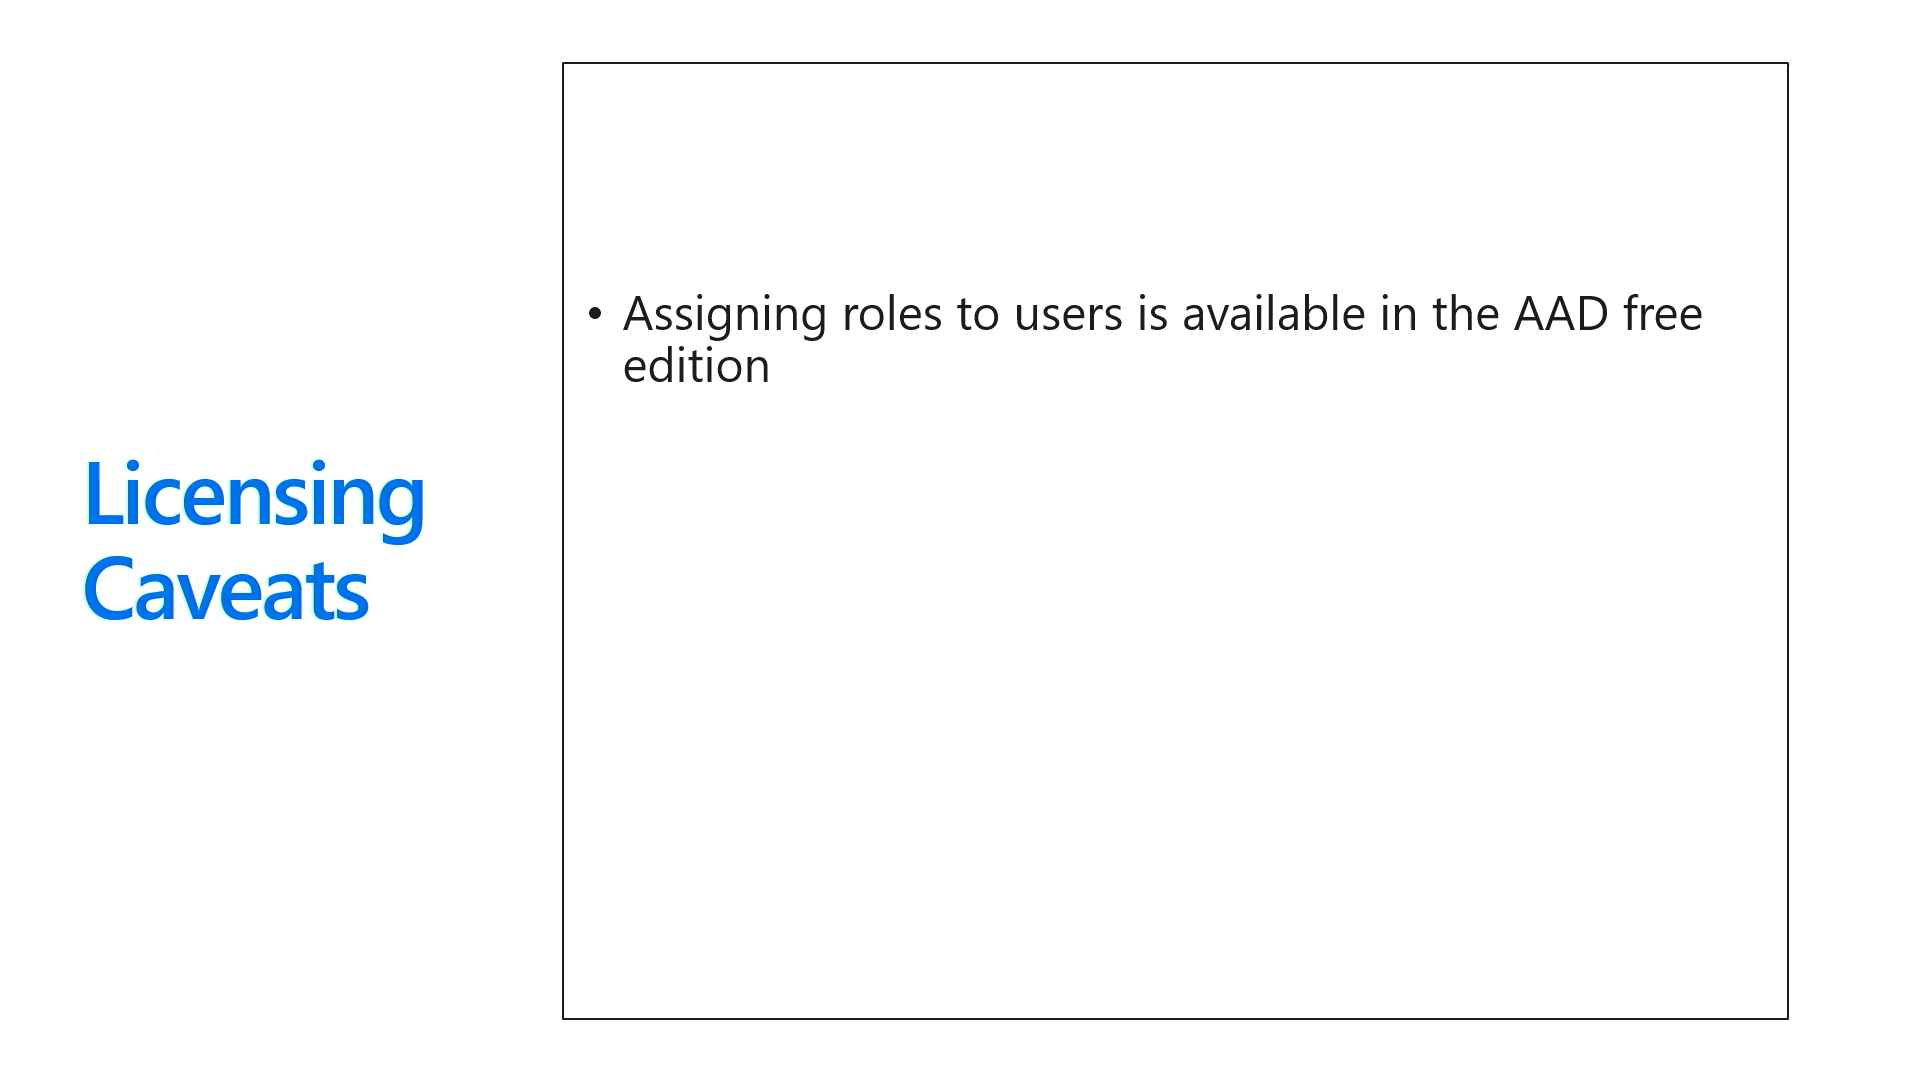 Licensing
Caveats
• Assigning roles to users is available in the AAD free
edition